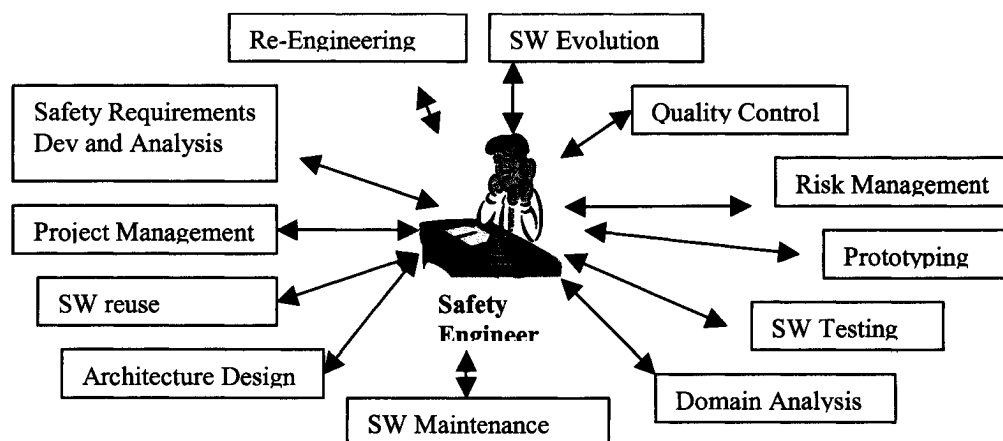 Re-Engineering
SW Evolution
Safety Requirements
Dev and Analysis
Quality Control
Risk Management
Project Management
Prototyping
SW reuse
Safety
Engineer
SW Testing
Architecture Design
Domain Analysis
SW Maintenance